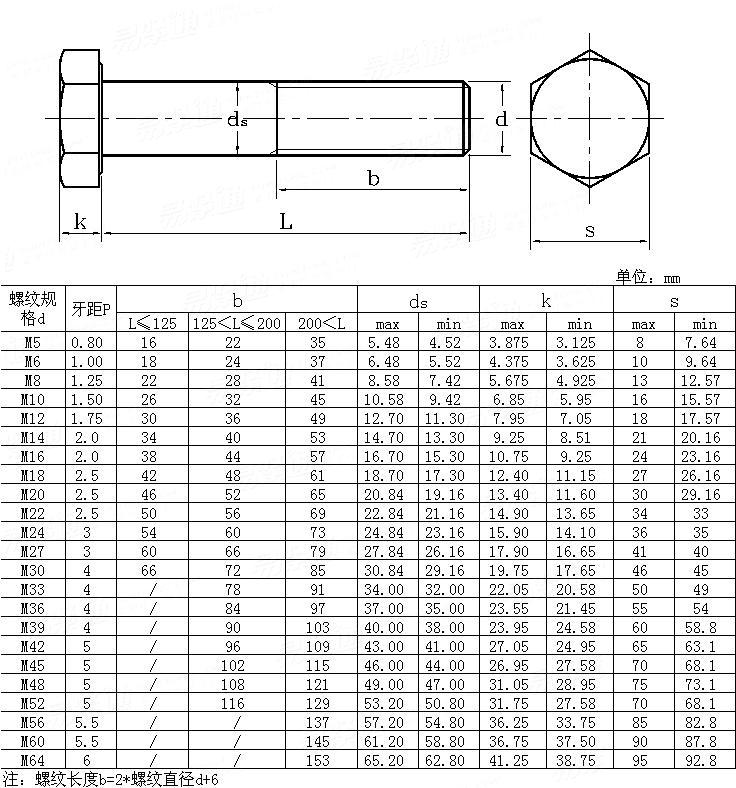 ds
d
b
k
L
s
单位：mm
螺纹规格d 牙距P b ds k s
L≤125 125<L≤200 200<L max min max min max min
M5 0.80 16 22 35 5.48 4.52 3.875 3.125 8 7.64
M6 1.00 18 24 37 6.48 5.52 4.375 3.625 10 9.64
M8 1.25 22 28 41 8.58 7.42 5.675 4.925 13 12.57
M10 1.50 26 32 45 10.58 9.42 6.85 5.95 16 15.57
M12 1.75 30 36 49 12.70 11.30 7.95 7.05 18 17.57
M14 2.0 34 40 53 14.70 13.30 9.25 8.51 21 20.16
M16 2.0 38 44 57 16.70 15.30 10.75 9.25 24 23.16
M18 2.5 42 48 61 18.70 17.30 12.40 11.15 27 26.16
M20 2.5 46 52 65 20.84 19.16 13.40 11.60 30 29.16
M22 2.5 50 56 69 22.84 21.16 14.90 13.65 34 33
M24 3 54 60 73 24.84 23.16 15.90 14.10 36 35
M27 3 60 66 79 27.84 26.16 17.90 16.65 41 40
M30 4 66 72 85 30.84 29.16 19.75 17.65 46 45
M33 4 / 78 91 34.00 32.00 22.05 20.58 50 49
M36 4 / 84 97 37.00 35.00 23.55 21.45 55 54
M39 4 / 90 103 40.00 38.00 23.95 24.58 60 58.8
M42 5 / 96 109 43.00 41.00 27.05 24.95 65 63.1
M45 5 / 102 115 46.00 44.00 26.95 27.58 70 68.1
M48 5 / 108 121 49.00 47.00 31.05 28.95 75 73.1
M52 5 / 116 129 53.20 50.80 31.75 27.58 70 68.1
M56 5.5 / / 137 57.20 54.80 36.25 33.75 85 82.8
M60 5.5 / / 145 61.20 58.80 36.75 37.50 90 87.8
M64 6 / / 153 65.20 62.80 41.25 38.75 95 92.8
注：螺纹长度b=2*螺纹直径d+6